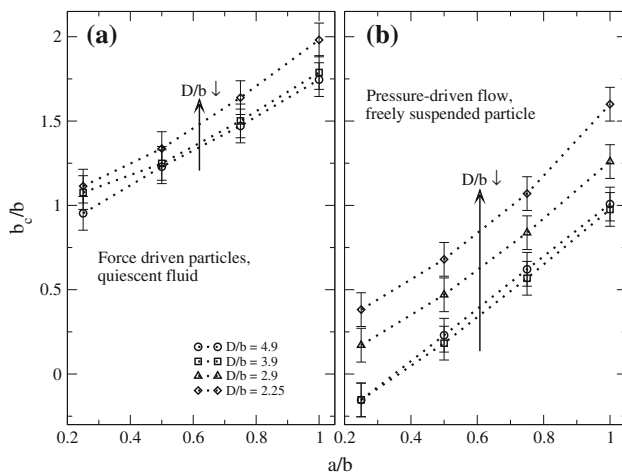 (a)
(b)
D/b ↓
Force driven particles,
quiescent fluid
D/b = 4.9
D/b = 3.9
D/b = 2.9
D/b = 2.25
Pressure-driven flow,
freely suspended particle
D/b ↓
b_c/b
2
1.5
1
0.5
0
0.2 0.4 0.6 0.8 1
0.2 0.4 0.6 0.8 1
a/b